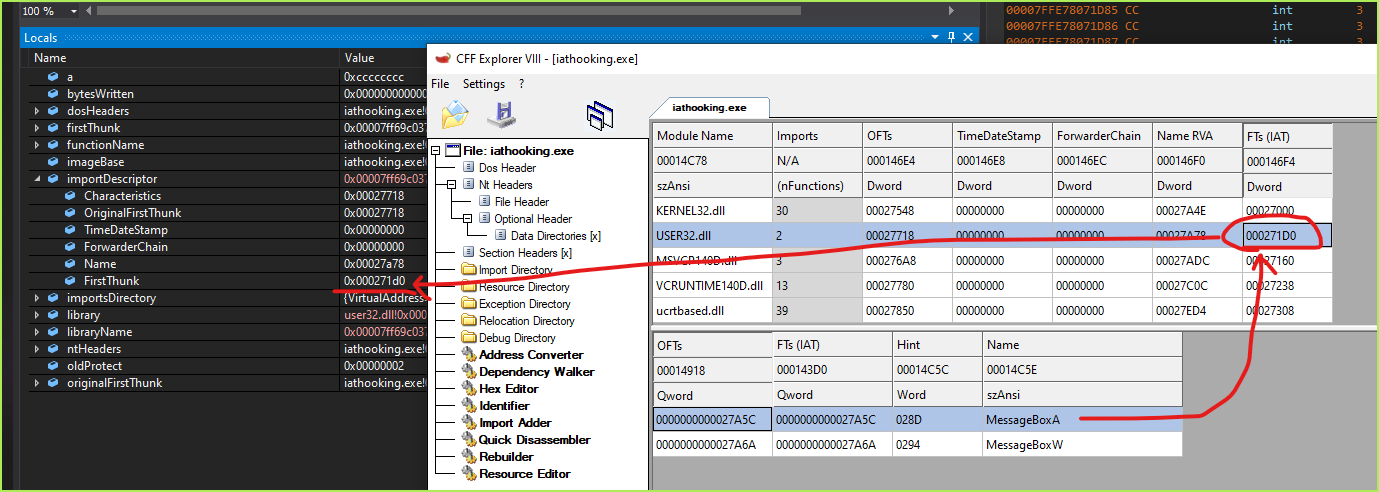 100 %
00007FFE78071D85 CC int 3
00007FFE78071D86 CC int 3
00007FFE78071D87 CC int 3
Locals
Name Value
a 0xcccccccc
bytesWritten 0x000000000000
dosHeaders iathooking.exe!
firstThunk 0x00007ff69c037
functionName iathooking.exe!
imageBase iathooking.exe!
importDescriptor 0x00007ff69c037
Characteristics 0x00027718
OriginalFirstThunk 0x00027718
TimeDateStamp 0x00000000
ForwarderChain 0x00000000
Name 0x00027a78
FirstThunk 0x000271d0
importsDirectory {VirtualAddress
library user32.dll!0x000
libraryName 0x00007ff69c037
ntHeaders iathooking.exe!
oldProtect 0x00000002
originalFirstThunk iathooking.exe!
CFF Explorer VIII - [iathooking.exe]
File Settings ?
File: iathooking.exe
Dos Header
Nt Headers
File Header
Optional Header
Data Directories [x]
Section Headers [x]
Import Directory
Resource Directory
Exception Directory
Relocation Directory
Debug Directory
Address Converter
Dependency Walker
Hex Editor
Identifier
Import Adder
Quick Disassembler
Rebuilder
Resource Editor
iathooking.exe
Module Name Imports OFTs TimeDateStamp ForwarderChain Name RVA FTs (IAT)
00014C78 N/A 000146E4 000146E8 000146EC 000146F0 000146F4
szAnsi (nFunctions) Dword Dword Dword Dword Dword
KERNEL32.dll 30 00027548 00000000 00000000 00027A4E 00027000
USER32.dll 2 00027718 00000000 00000000 00027A78 000271D0
MSVCP140D.dll 3 000276A8 00000000 00000000 00027ADC 00027160
VCRUNTIME140D.dll 13 00027780 00000000 00000000 00027C0C 00027238
ucrtbased.dll 39 00027850 00000000 00000000 00027ED4 00027308
OFTs FTs (IAT) Hint Name
00014918 000143D0 00014C5C 00014C5E
Qword Qword Word szAnsi
0000000000027A5C 0000000000027A5C 028D MessageBoxA
0000000000027A6A 0000000000027A6A 0294 MessageBoxW